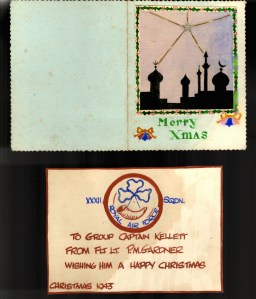 Merry
Xmas
XXXII SQDN.
ROYAL AIR FORCE
TO GROUP CAPTAIN KELLETT
FROM Flt Lt P.M.GARDNER
WISHING HIM A HAPPY CHRISTMAS
CHRISTMAS 1943